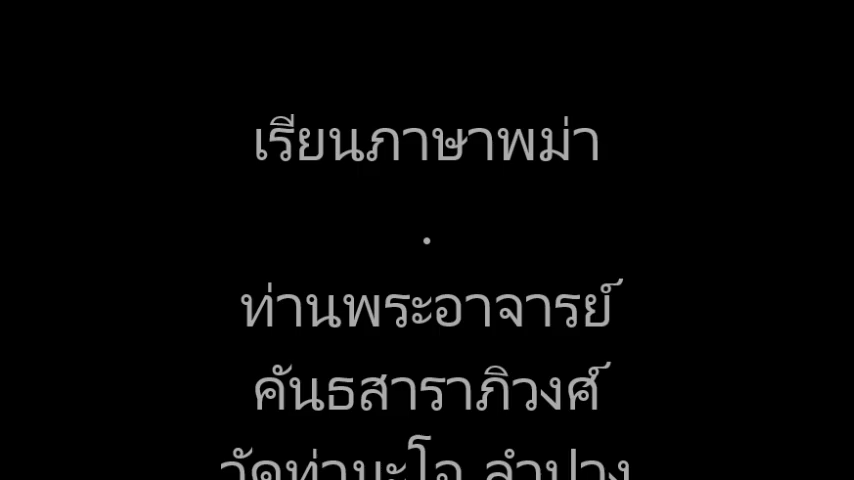 เรียนภาษาพม่า
.
ท่านพระอาจารย์
คันธสาราภิวงศ์
วัดท่ามะโอ ลำปาง